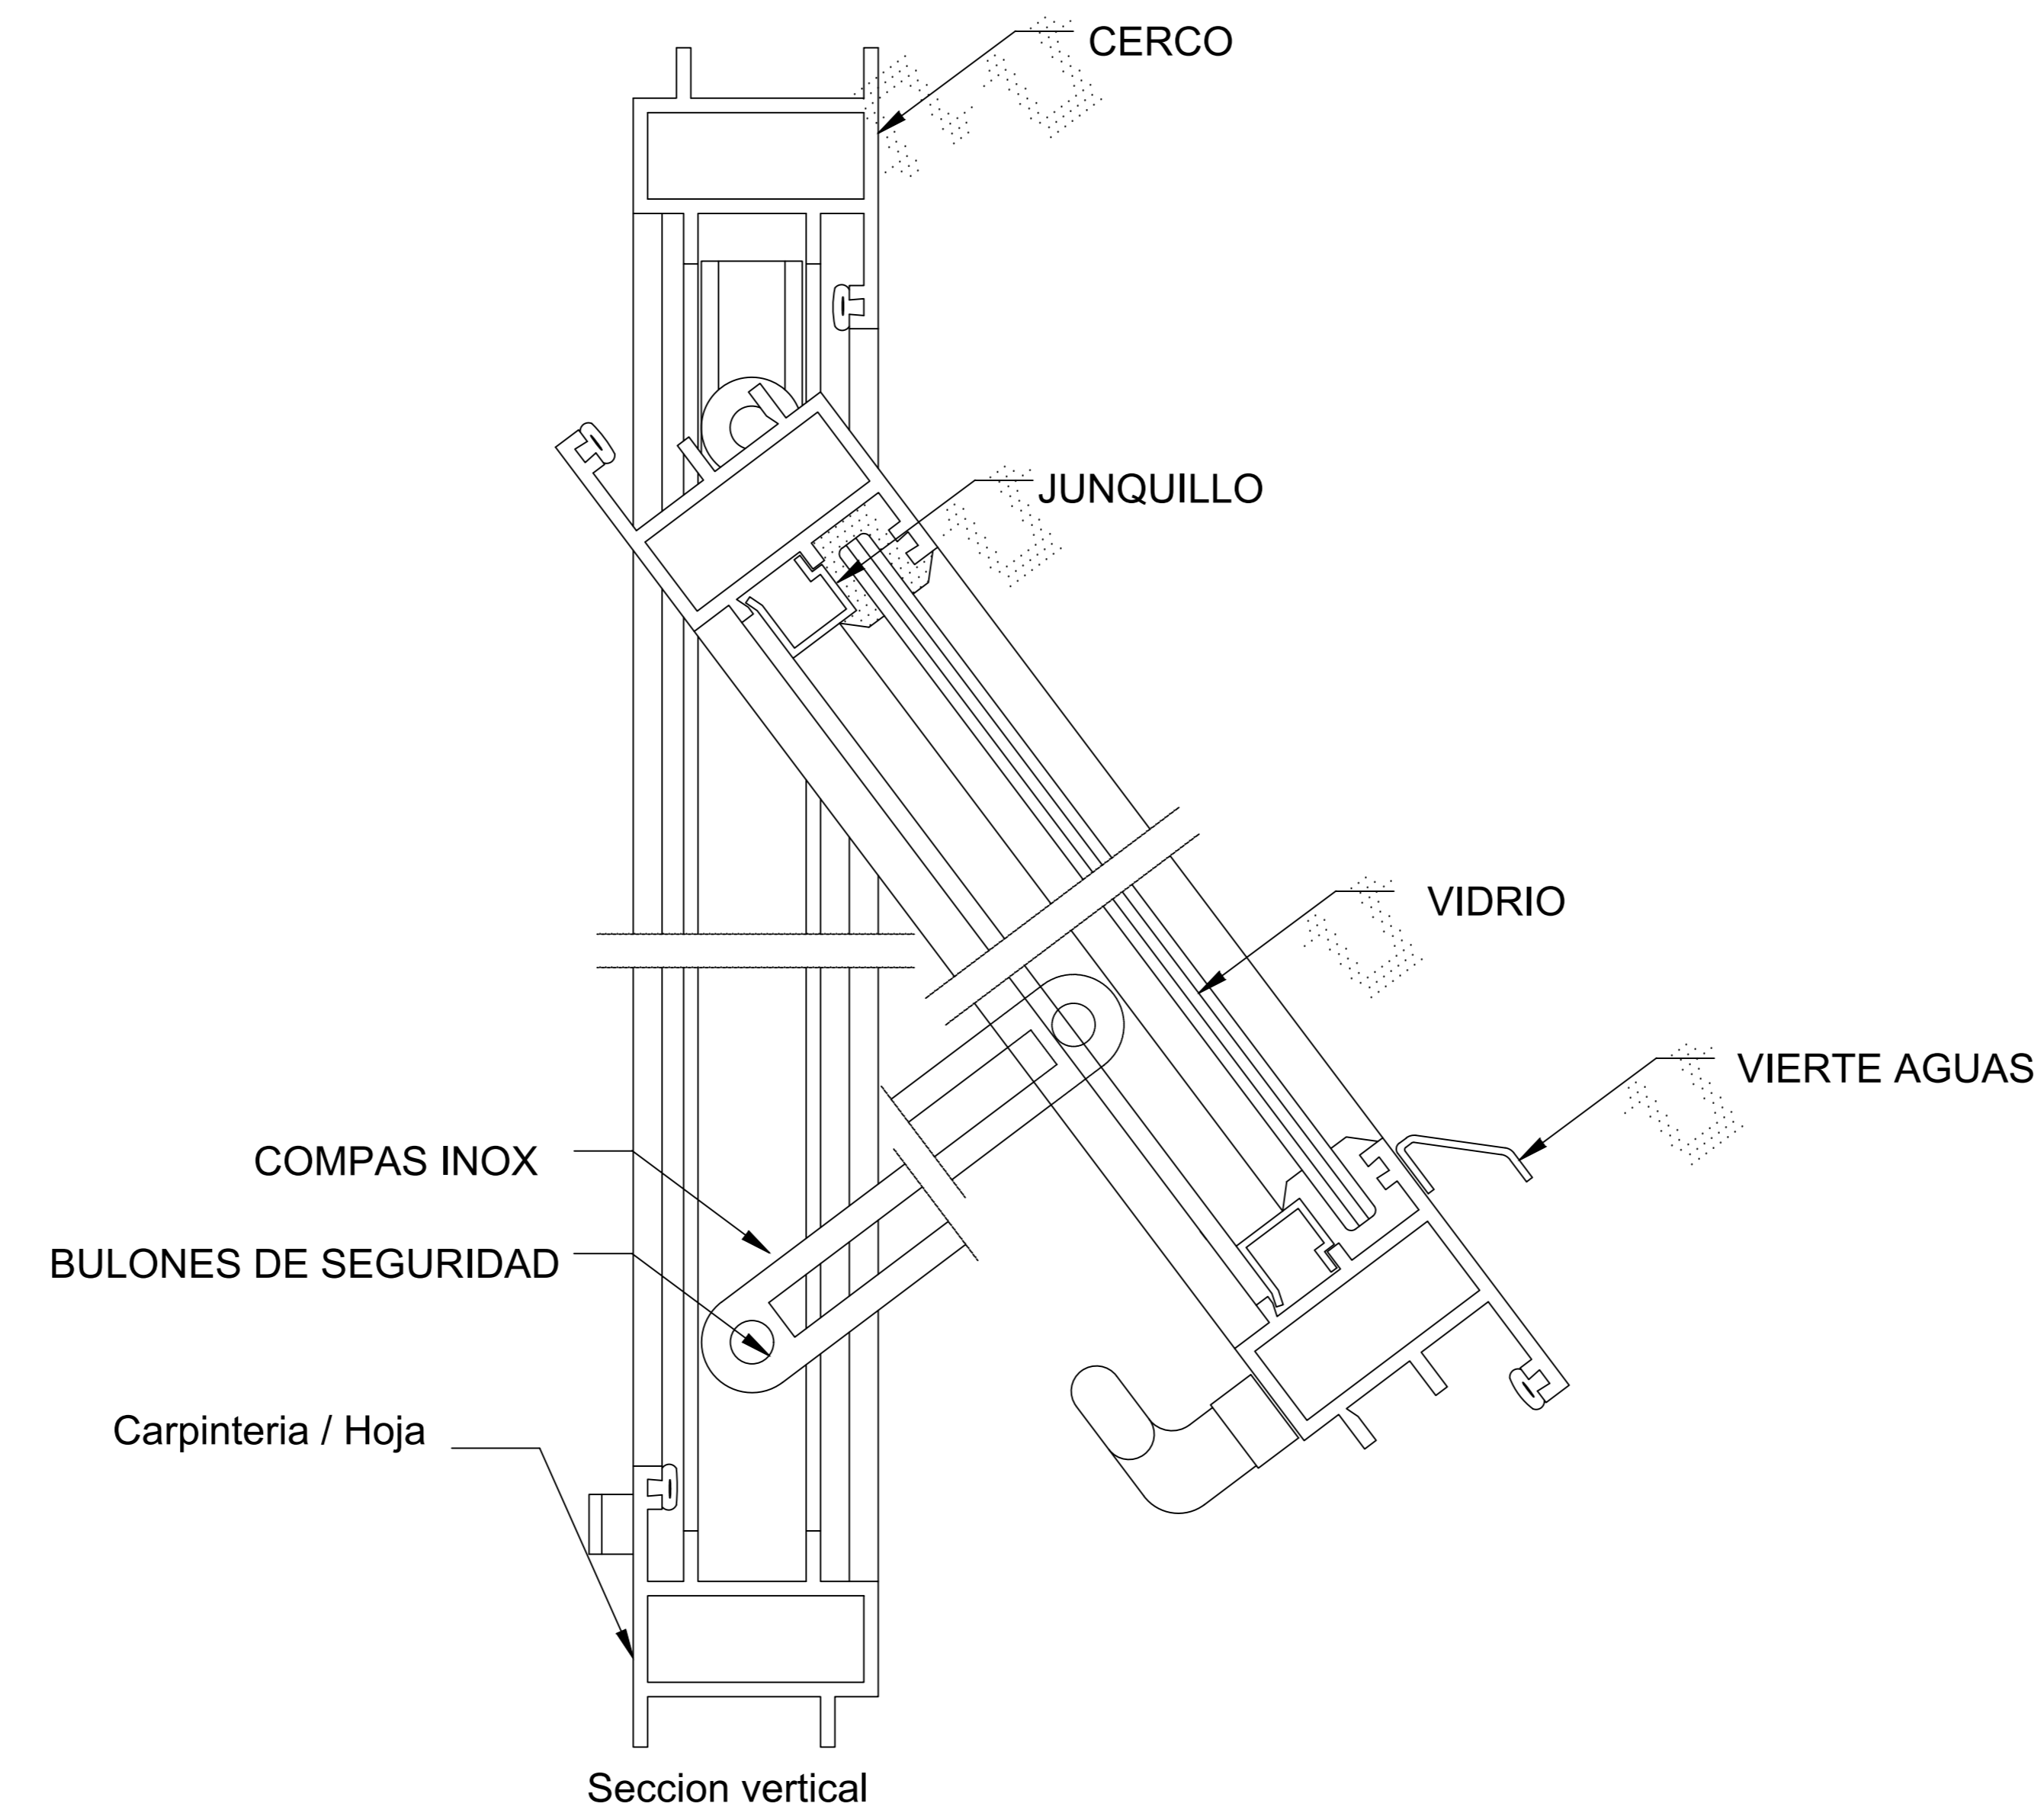 CERCO
JUNQUILLO
VIDRIO
VIERTE AGUAS
COMPAS INOX
BULONES DE SEGURIDAD
Carpinteria / Hoja
Seccion vertical